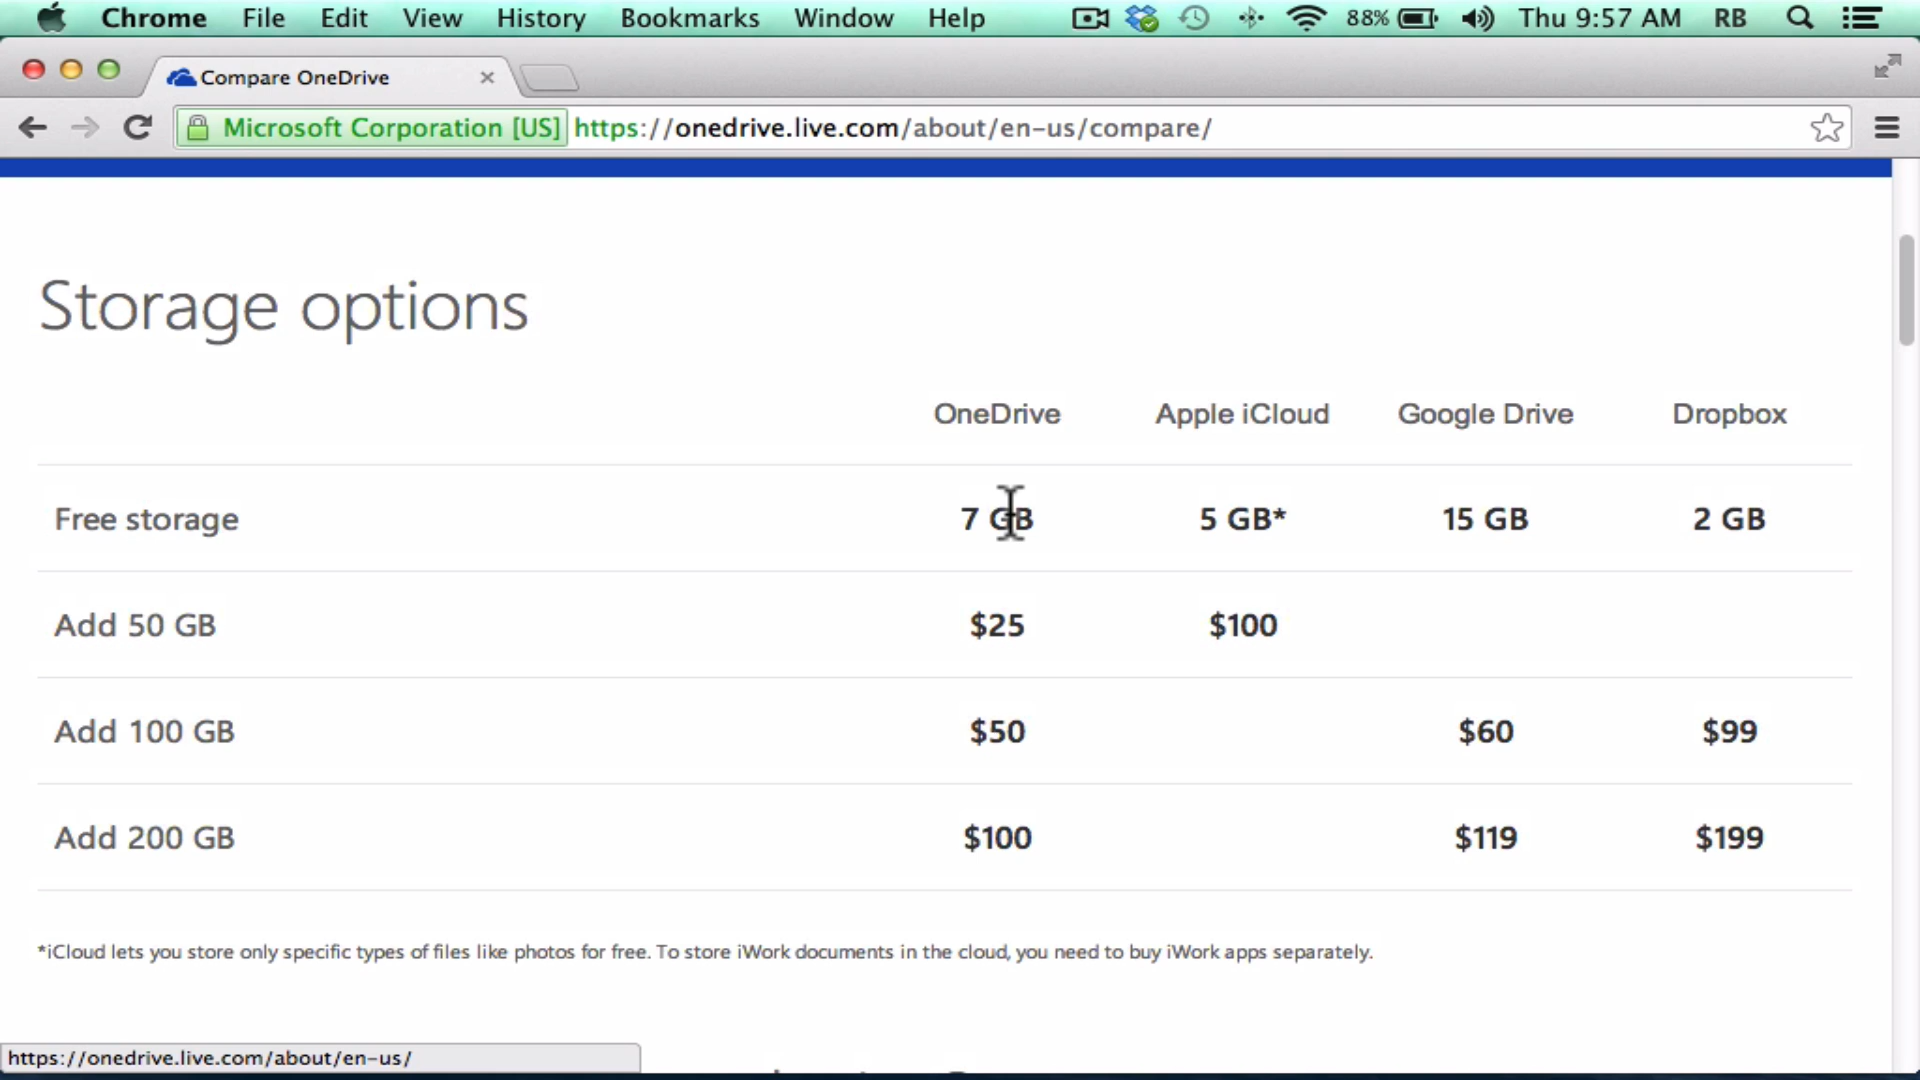 Chrome File Edit View History Bookmarks Window Help 88% Thu 9:57 AM RB
Compare OneDrive
Microsoft Corporation [US] https://onedrive.live.com/about/en-us/compare/
Storage options
OneDrive Apple iCloud Google Drive Dropbox
Free storage 7 GB 5 GB* 15 GB 2 GB
Add 50 GB $25 $100
Add 100 GB $50 $60 $99
Add 200 GB $100 $119 $199
*iCloud lets you store only specific types of files like photos for free. To store iWork documents in the cloud, you need to buy iWork apps separately.
https://onedrive.live.com/about/en-us/